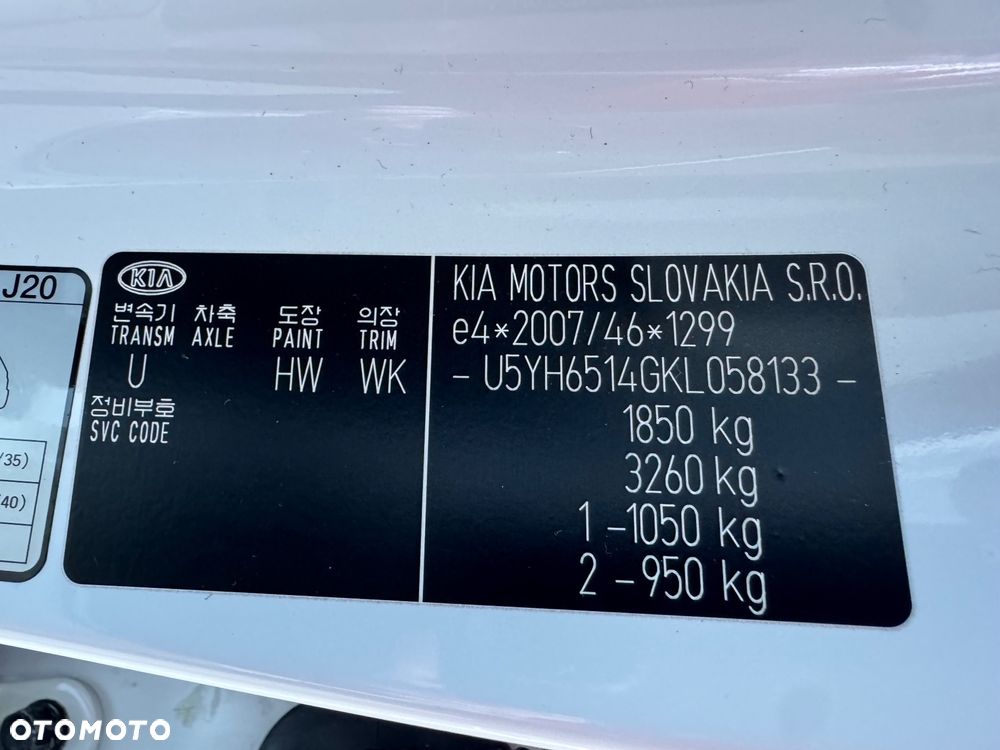 J20
/35)
(40)
KIA
변속기 차축 도장 의장
TRANSM AXLE PAINT TRIM
U HW WK
정비부호
SVC CODE
KIA MOTORS SLOVAKIA S.R.O.
e4*2007/46*1299
- U5YH6514GKL058133 -
1850 kg
3260 kg
1 -1050 kg
2 -950 kg
OTOMOTO